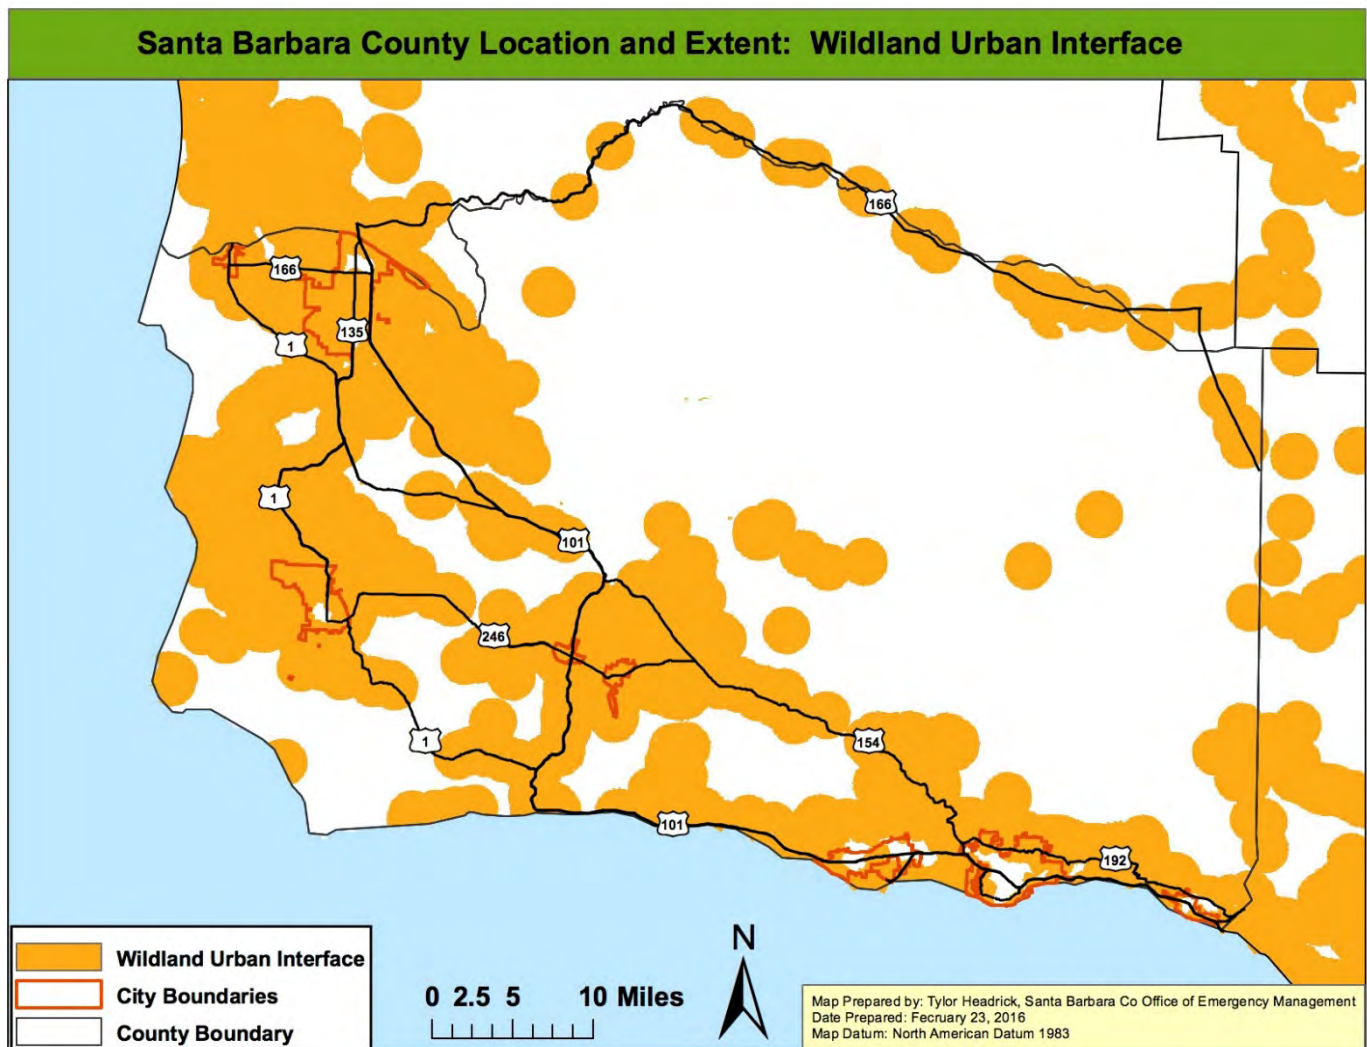 Santa Barbara County Location and Extent: Wildland Urban Interface
166
166
135
1
1
101
246
1
154
101
192
Wildland Urban Interface
City Boundaries
County Boundary
0 2.5 5 10 Miles
N
Map Prepared by: Tylor Headrick, Santa Barbara Co Office of Emergency Management
Date Prepared: Fecruary 23, 2016
Map Datum: North American Datum 1983